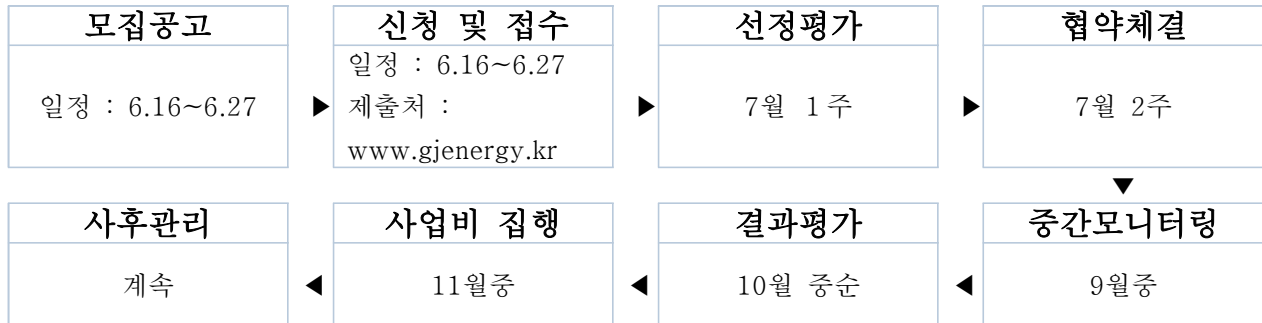 모집공고
일정 : 6.16~6.27
▶
신청 및 접수
일정 : 6.16~6.27
제출처 :
www.gjenergy.kr
▶
선정평가
7월 1주
▶
협약체결
7월 2주
▼
중간모니터링
9월중
◀
결과평가
10월 중순
◀
사업비 집행
11월중
◀
사후관리
계속